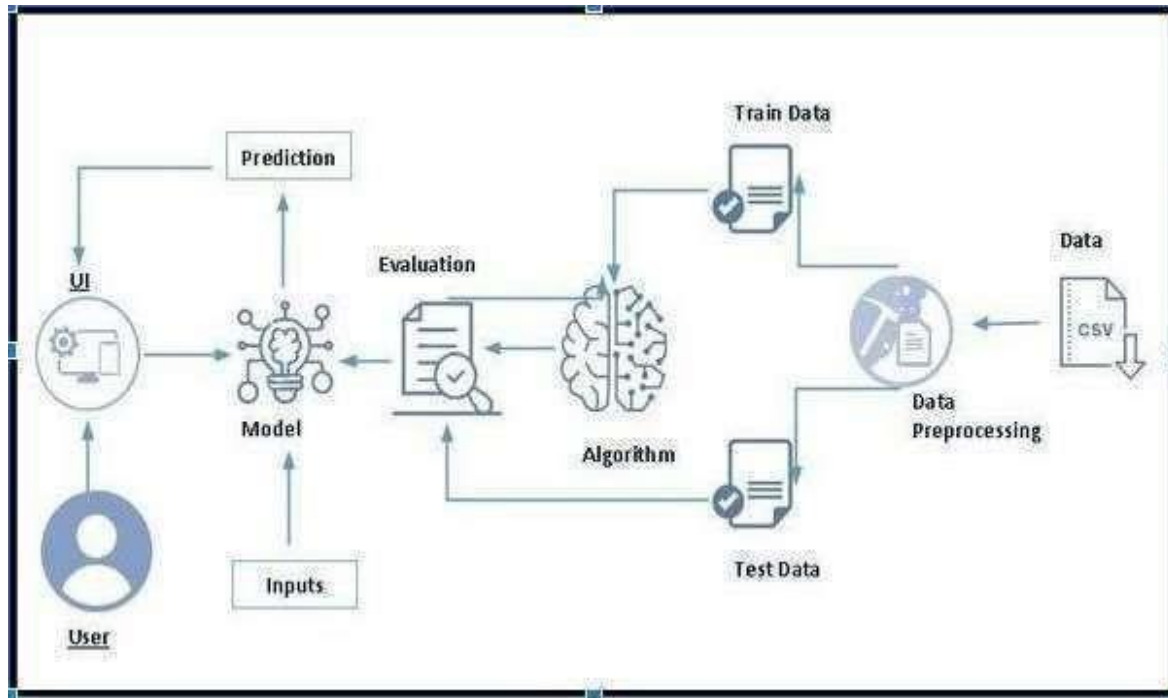 Train Data
Prediction
Data
Evaluation
UI
CSV
Data
Preprocessing
Model
Algorithm
Test Data
Inputs
User